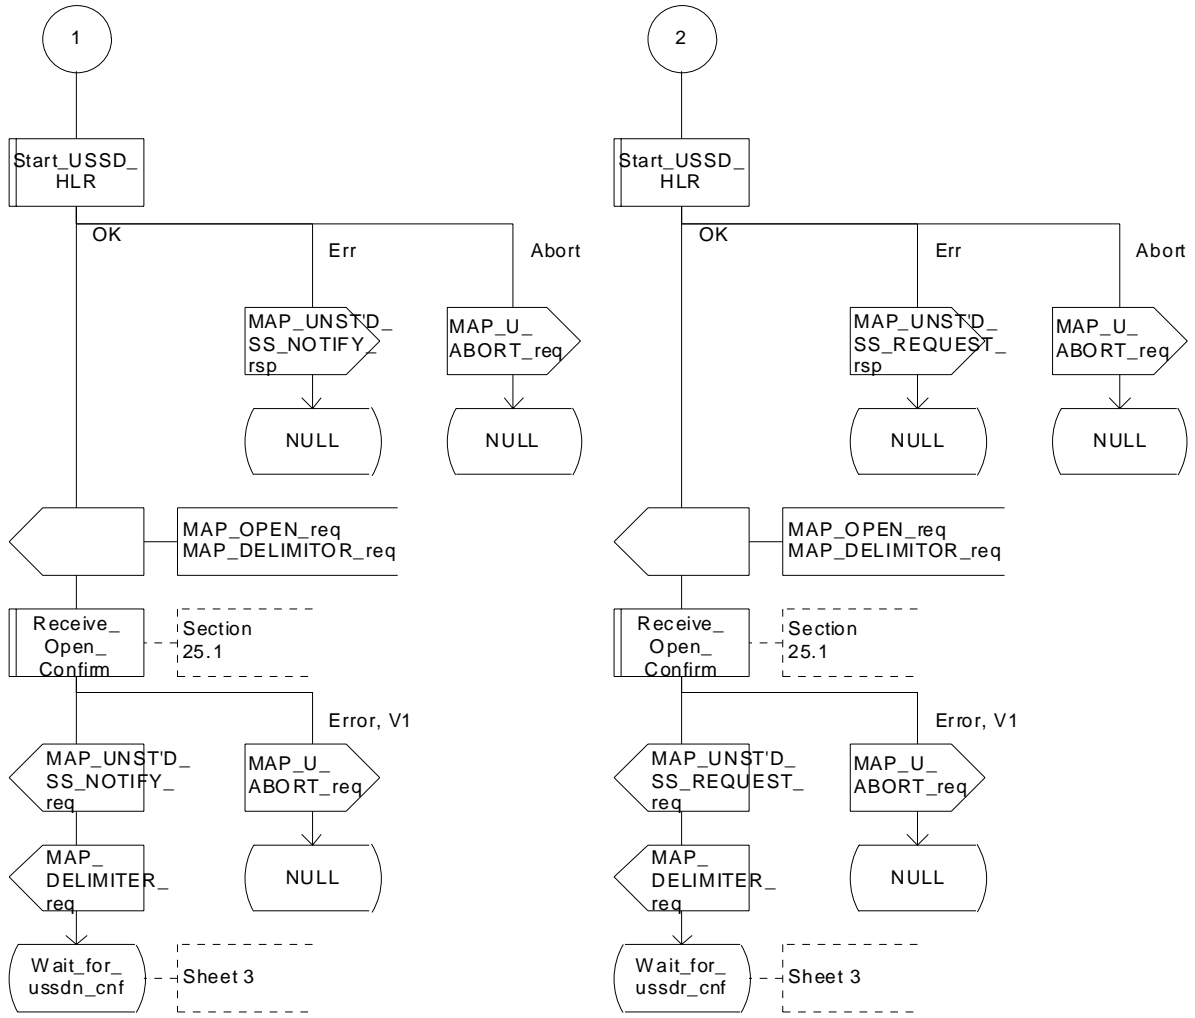 1
Start_USSD_
HLR
OK
Err
Abort
MAP_UNST'D_
SS_NOTIFY_
rsp
MAP_U_
ABORT_req
NULL
NULL
MAP_OPEN_req
MAP_DELIMITOR_req
Receive_
Open_
Confirm
Section
25.1
Error, V1
MAP_UNST'D_
SS_NOTIFY_
req
MAP_U_
ABORT_req
MAP_
DELIMITER_
req
NULL
Wait_for_
ussdn_cnf
Sheet 3
2
Start_USSD_
HLR
OK
Err
Abort
MAP_UNST'D_
SS_REQUEST_
rsp
MAP_U_
ABORT_req
NULL
NULL
MAP_OPEN_req
MAP_DELIMITOR_req
Receive_
Open_
Confirm
Section
25.1
Error, V1
MAP_UNST'D_
SS_REQUEST_
req
MAP_U_
ABORT_req
MAP_
DELIMITER_
req
NULL
Wait_for_
ussdr_cnf
Sheet 3